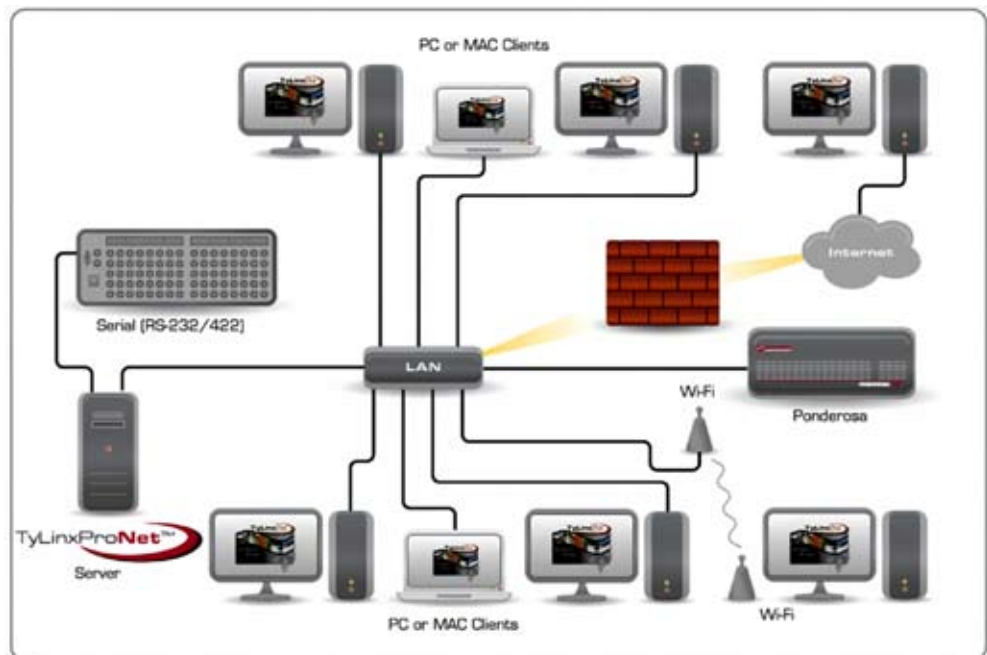 PC or MAC Clients
Internet
Serial (RS-232/422)
LAN
Wi-Fi
Ponderosa
TyLinxProNet™
Server
PC or MAC Clients
Wi-Fi